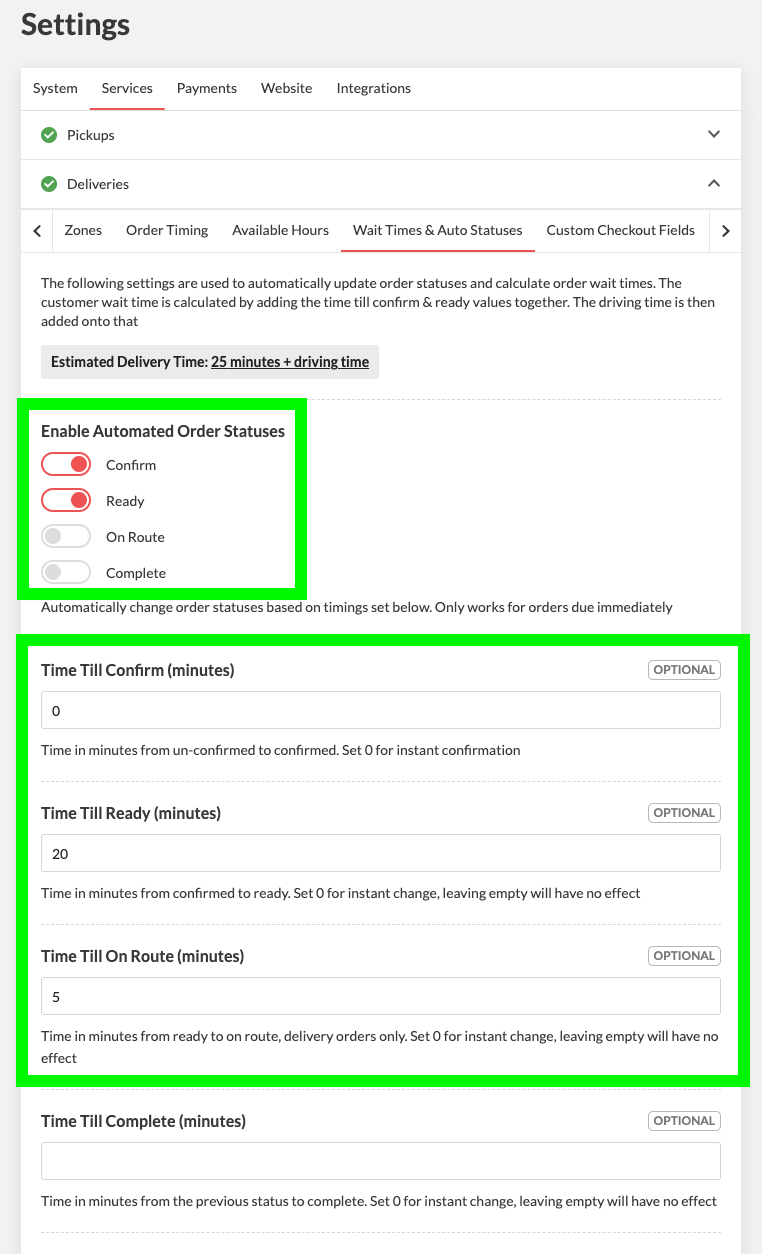 Settings
System Services Payments Website Integrations
Pickups
Deliveries
Zones Order Timing Available Hours Wait Times & Auto Statuses Custom Checkout Fields
The following settings are used to automatically update order statuses and calculate order wait times. The
customer wait time is calculated by adding the time till confirm & ready values together. The driving time is then
added onto that
Estimated Delivery Time: 25 minutes + driving time
Enable Automated Order Statuses
Confirm
Ready
On Route
Complete
Automatically change order statuses based on timings set below. Only works for orders due immediately
Time Till Confirm (minutes) OPTIONAL
0
Time in minutes from un-confirmed to confirmed. Set 0 for instant confirmation
Time Till Ready (minutes) OPTIONAL
20
Time in minutes from confirmed to ready. Set 0 for instant change, leaving empty will have no effect
Time Till On Route (minutes) OPTIONAL
5
Time in minutes from ready to on route, delivery orders only. Set 0 for instant change, leaving empty will have no
effect
Time Till Complete (minutes) OPTIONAL
Time in minutes from the previous status to complete. Set 0 for instant change, leaving empty will have no effect